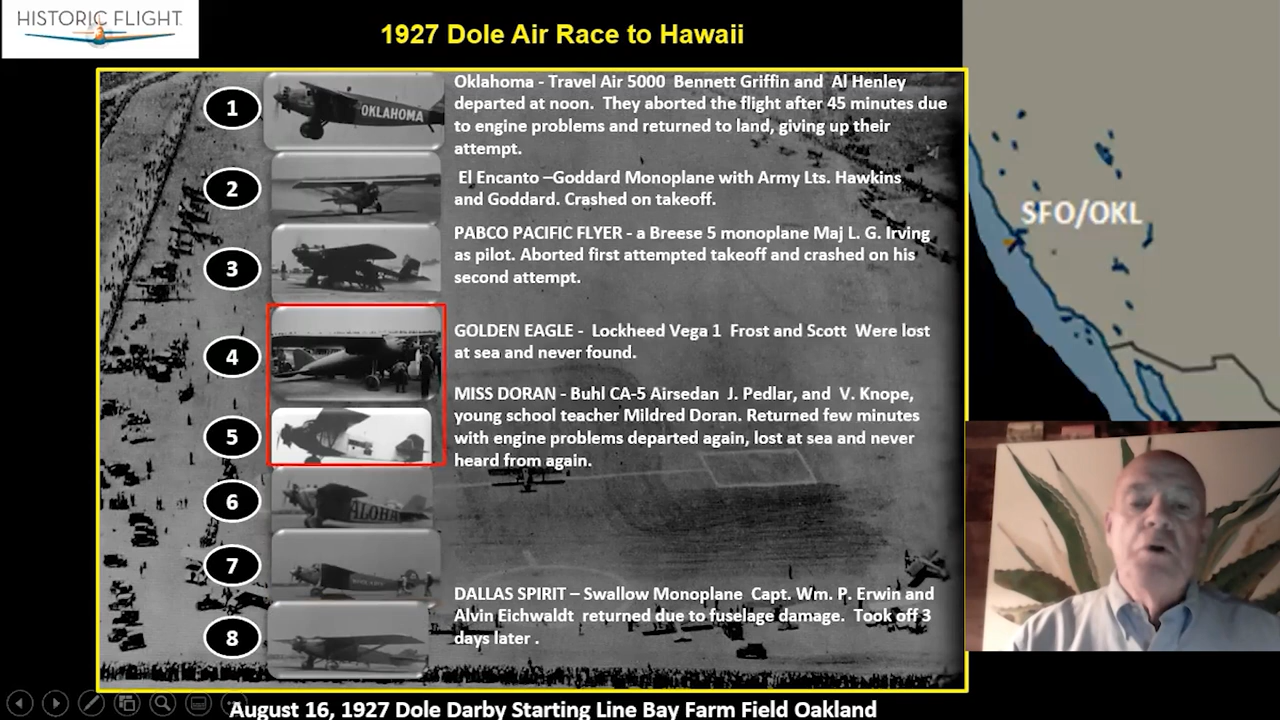 HISTORIC FLIGHT
1927 Dole Air Race to Hawaii
1
OKLAHOMA
Oklahoma - Travel Air 5000 Bennett Griffin and Al Henley
departed at noon. They aborted the flight after 45 minutes due
to engine problems and returned to land, giving up their
attempt.
2
El Encanto –Goddard Monoplane with Army Lts. Hawkins
and Goddard. Crashed on takeoff.
3
PABCO PACIFIC FLYER - a Breese 5 monoplane Maj L. G. Irving
as pilot. Aborted first attempted takeoff and crashed on his
second attempt.
4
GOLDEN EAGLE - Lockheed Vega 1 Frost and Scott Were lost
at sea and never found.
5
MISS DORAN - Buhl CA-5 Airsedan J. Pedlar, and V. Knope,
young school teacher Mildred Doran. Returned few minutes
with engine problems departed again, lost at sea and never
heard from again.
6
ALOHA
7
8
DALLAS SPIRIT – Swallow Monoplane Capt. Wm. P. Erwin and
Alvin Eichwaldt returned due to fuselage damage. Took off 3
days later .
August 16, 1927 Dole Darby Starting Line Bay Farm Field Oakland
SFO/OKL